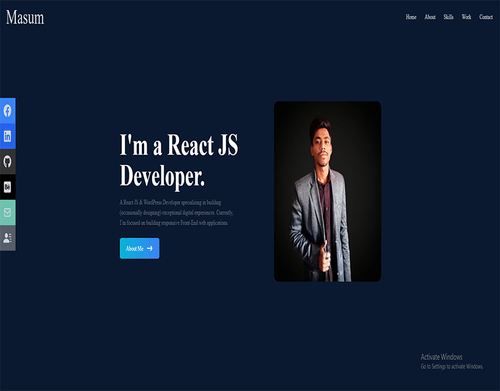 Masum
Home About Skills Work Contact
I'm a React JS
Developer.
A React JS & WordPress Developer specializing in building
(occasionally designing) exceptional digital experiences. Currently,
I'm focused on building responsive Front-End web applications.
About Me
Activate Windows
Go to Settings to activate Windows.